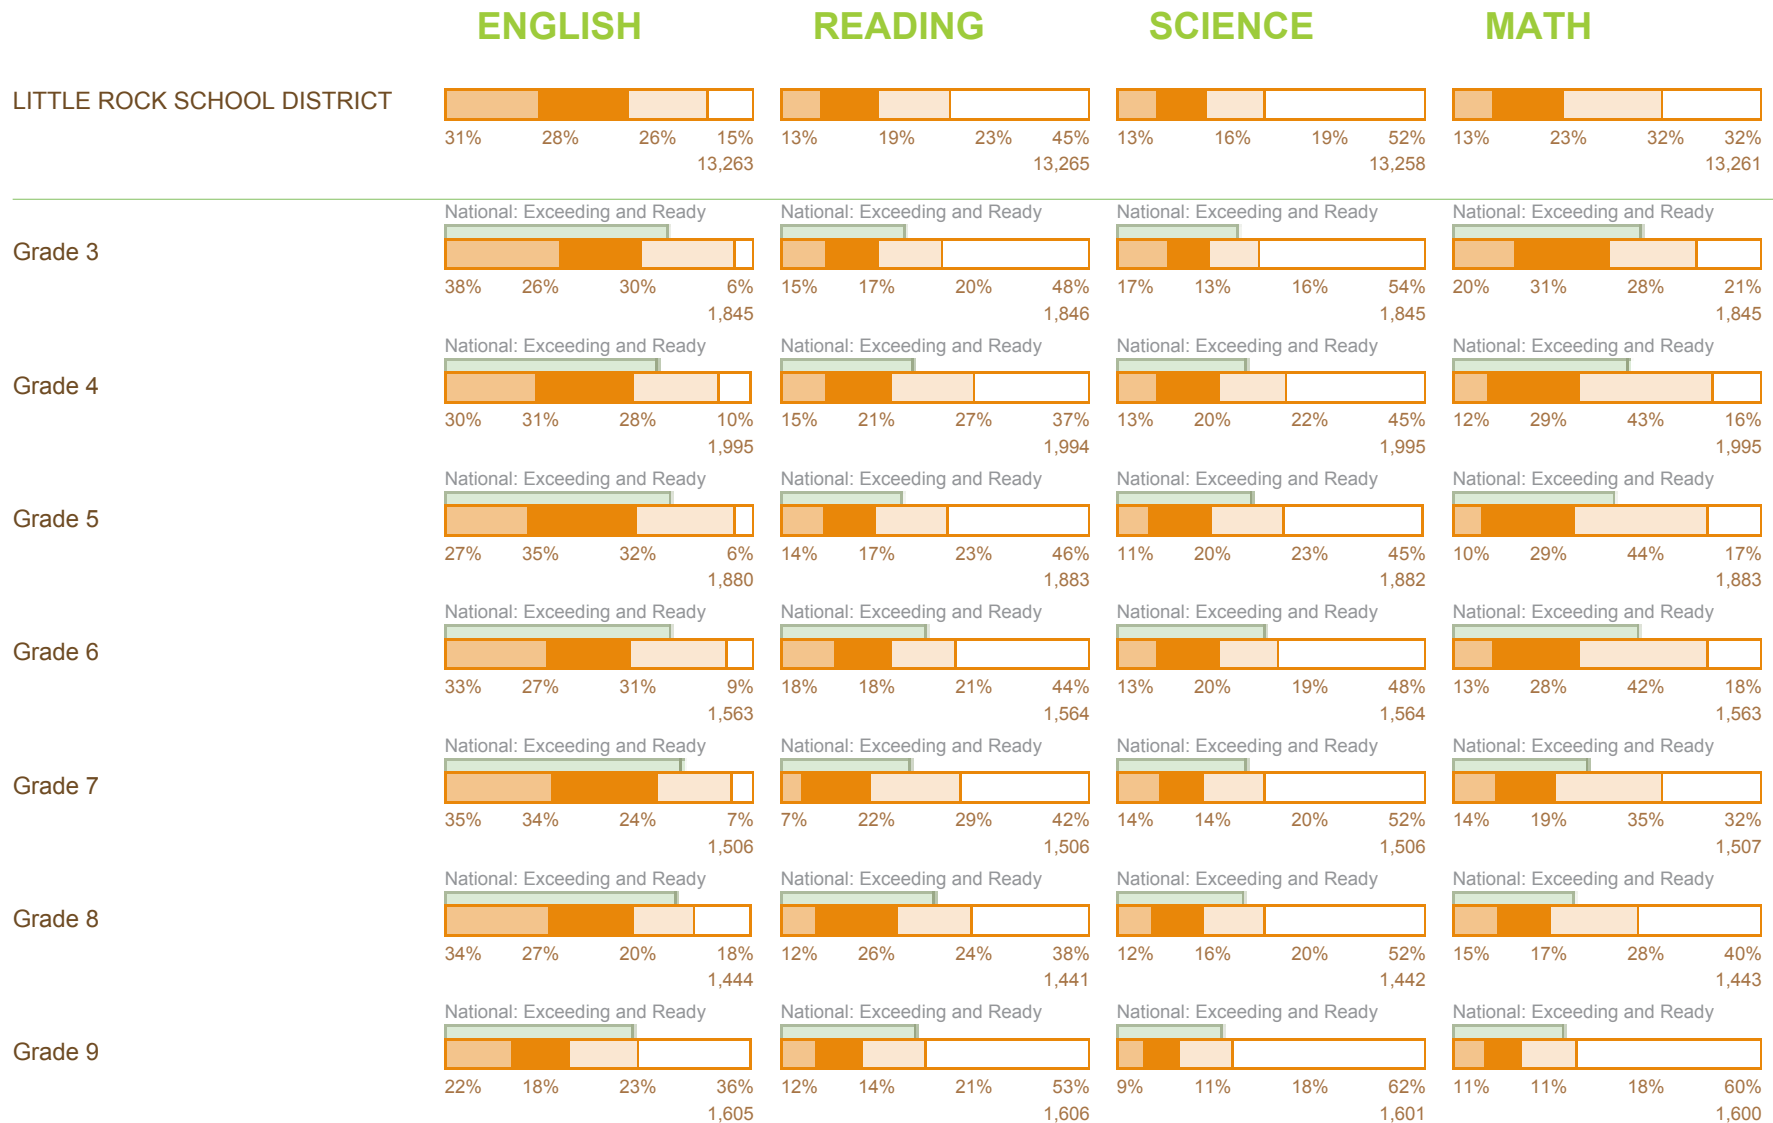 ENGLISH READING SCIENCE MATH
LITTLE ROCK SCHOOL DISTRICT
31% 28% 26% 15% 13% 19% 23% 45% 13% 16% 19% 52% 13% 23% 32% 32%
13,263 13,265 13,258 13,261
National: Exceeding and Ready National: Exceeding and Ready National: Exceeding and Ready National: Exceeding and Ready
Grade 3
38% 26% 30% 6% 15% 17% 20% 48% 17% 13% 16% 54% 20% 31% 28% 21%
1,845 1,846 1,845 1,845
National: Exceeding and Ready National: Exceeding and Ready National: Exceeding and Ready National: Exceeding and Ready
Grade 4
30% 31% 28% 10% 15% 21% 27% 37% 13% 20% 22% 45% 12% 29% 43% 16%
1,995 1,994 1,995 1,995
National: Exceeding and Ready National: Exceeding and Ready National: Exceeding and Ready National: Exceeding and Ready
Grade 5
27% 35% 32% 6% 14% 17% 23% 46% 11% 20% 23% 45% 10% 29% 44% 17%
1,880 1,883 1,882 1,883
National: Exceeding and Ready National: Exceeding and Ready National: Exceeding and Ready National: Exceeding and Ready
Grade 6
33% 27% 31% 9% 18% 18% 21% 44% 13% 20% 19% 48% 13% 28% 42% 18%
1,563 1,564 1,564 1,563
National: Exceeding and Ready National: Exceeding and Ready National: Exceeding and Ready National: Exceeding and Ready
Grade 7
35% 34% 24% 7% 7% 22% 29% 42% 14% 14% 20% 52% 14% 19% 35% 32%
1,506 1,506 1,506 1,507
National: Exceeding and Ready National: Exceeding and Ready National: Exceeding and Ready National: Exceeding and Ready
Grade 8
34% 27% 20% 18% 12% 26% 24% 38% 12% 16% 20% 52% 15% 17% 28% 40%
1,444 1,441 1,442 1,443
National: Exceeding and Ready National: Exceeding and Ready National: Exceeding and Ready National: Exceeding and Ready
Grade 9
22% 18% 23% 36% 12% 14% 21% 53% 9% 11% 18% 62% 11% 11% 18% 60%
1,605 1,606 1,601 1,600